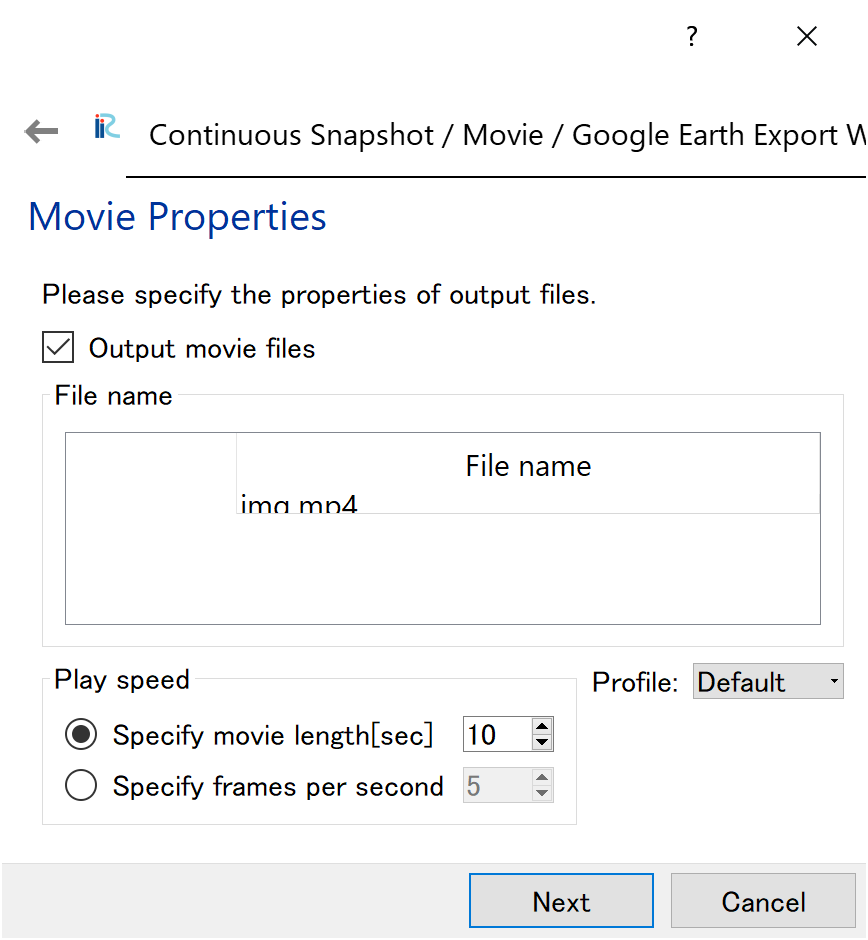 ?
iRiC
Continuous Snapshot / Movie / Google Earth Export W
Movie Properties
Please specify the properties of output files.
Output movie files
File name
File name
img.mp4
Play speed
Profile: Default
Specify movie length[sec] 10
Specify frames per second 5
Next Cancel